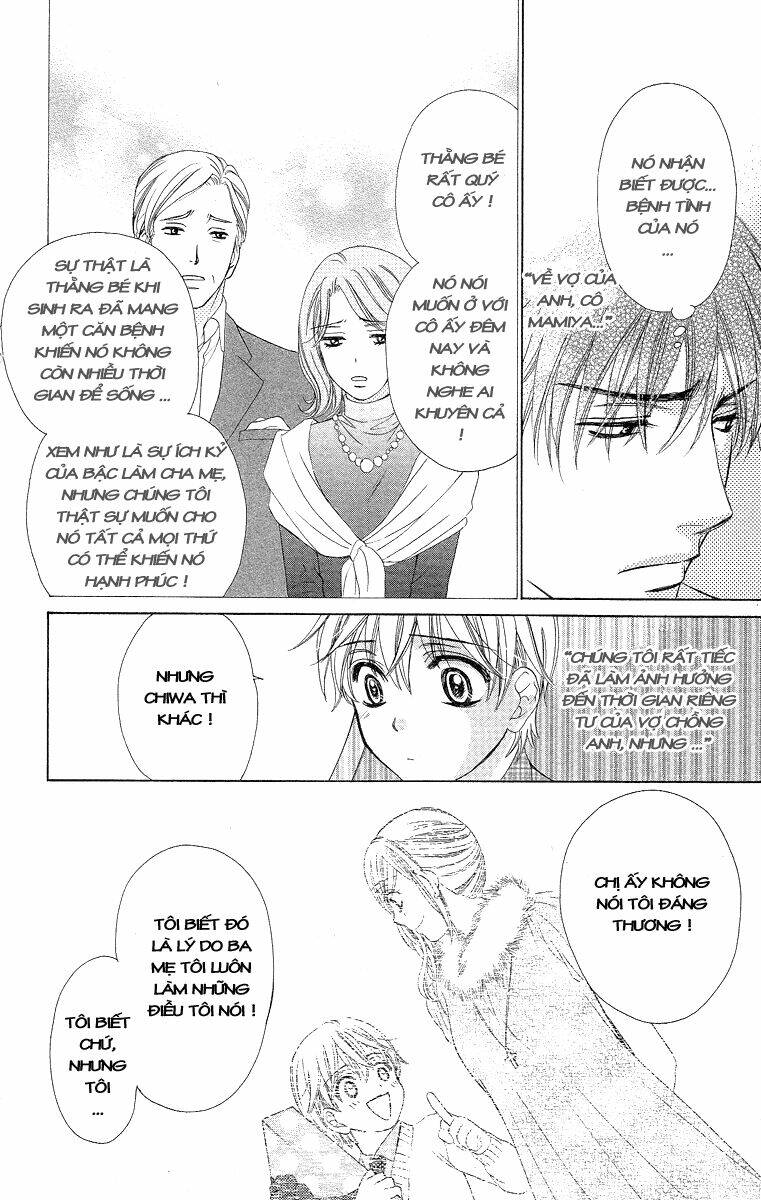 NÓ NHẬN
BIẾT ĐƯỢC...
BỆNH TÌNH
CỦA NÓ
...
"VỀ VỢ CỦA
ANH, CÔ
MAMIYA..."
THẰNG BÉ
RẤT QUÝ
CÔ ẤY !
NÓ NÓI
MUỐN Ở VỚI
CÔ ẤY ĐÊM
NAY VÀ
KHÔNG
NGHE AI
KHUYÊN CẢ
!
SỰ THẬT LÀ
THẰNG BÉ KHI
SINH RA ĐÃ MANG
MỘT CĂN BỆNH
KHIẾN NÓ KHÔNG
CÒN NHIỀU THỜI
GIAN ĐỂ SỐNG ...
XEM NHƯ LÀ SỰ ÍCH KỶ
CỦA BẬC LÀM CHA MẸ,
NHƯNG CHÚNG TÔI
THẬT SỰ MUỐN CHO
NÓ TẤT CẢ MỌI THỨ
CÓ THỂ KHIẾN NÓ
HẠNH PHÚC !
"CHÚNG TÔI RẤT TIẾC
ĐÃ LÀM ẢNH HƯỞNG
ĐẾN THỜI GIAN RIÊNG
TƯ CỦA VỢ CHỒNG
ANH, NHƯNG ..."
NHƯNG
CHIWA THÌ
KHÁC !
CHỊ ẤY KHÔNG
NÓI TÔI ĐÁNG
THƯƠNG !
TÔI BIẾT ĐÓ
LÀ LÝ DO BA
MẸ TÔI LUÔN
LÀM NHỮNG
ĐIỀU TÔI NÓI !
TÔI BIẾT
CHỨ,
NHƯNG
TÔI
...